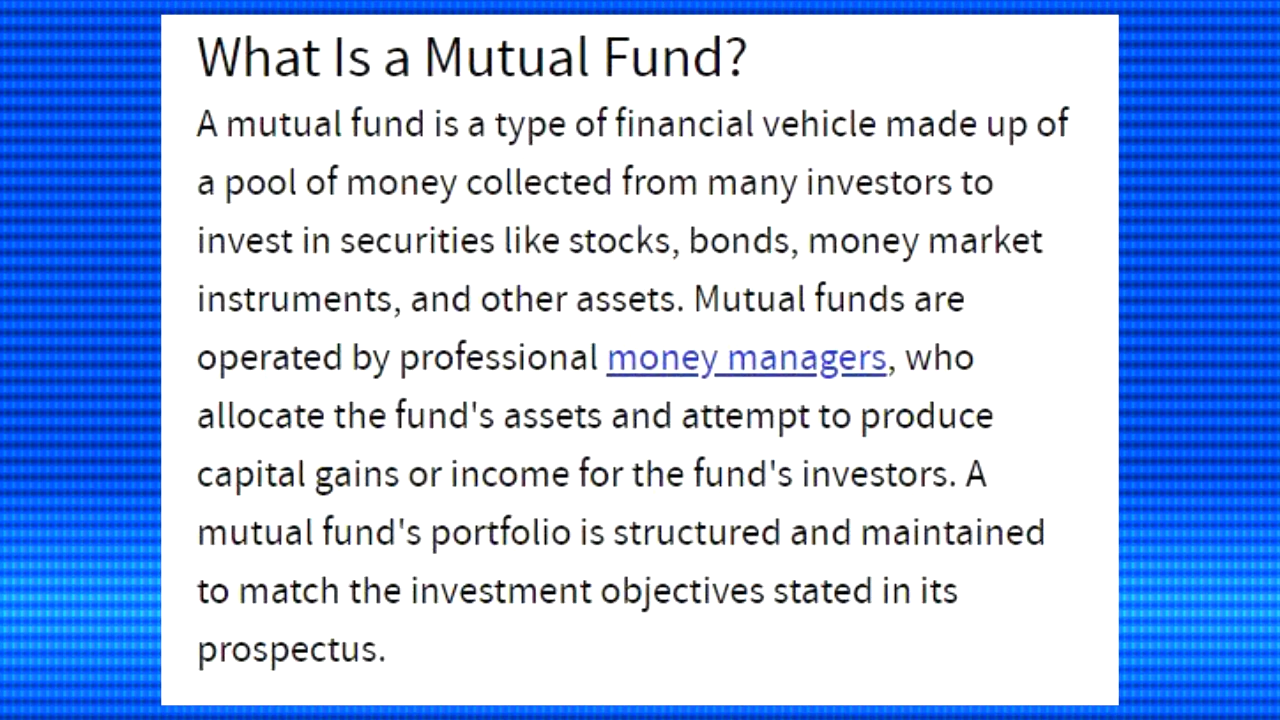 What Is a Mutual Fund?
A mutual fund is a type of financial vehicle made up of
a pool of money collected from many investors to
invest in securities like stocks, bonds, money market
instruments, and other assets. Mutual funds are
operated by professional money managers, who
allocate the fund's assets and attempt to produce
capital gains or income for the fund's investors. A
mutual fund's portfolio is structured and maintained
to match the investment objectives stated in its
prospectus.